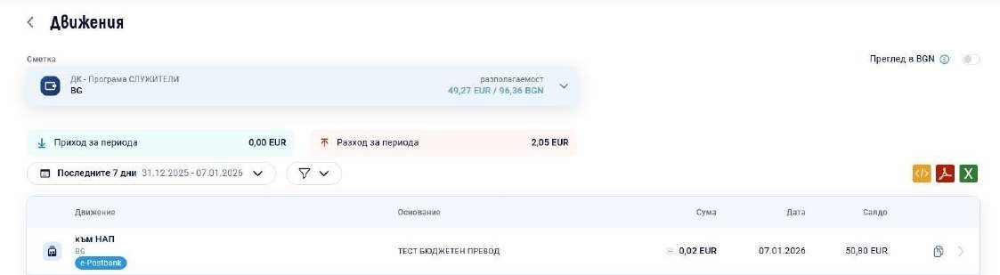 Движения
Сметка
Преглед в BGN
ДК - Програма СЛУЖИТЕЛИ
BG
разполагаемост
49,27 EUR / 96,36 BGN
Приход за периода 0,00 EUR
Разход за периода 2,05 EUR
Последните 7 дни 31.12.2025 - 07.01.2026
Движение Основание Сума Дата Салдо
към НАП
BG
e-Postbank
ТЕСТ БЮДЖЕТЕН ПРЕВОД
- 0,02 EUR 07.01.2026 50,80 EUR